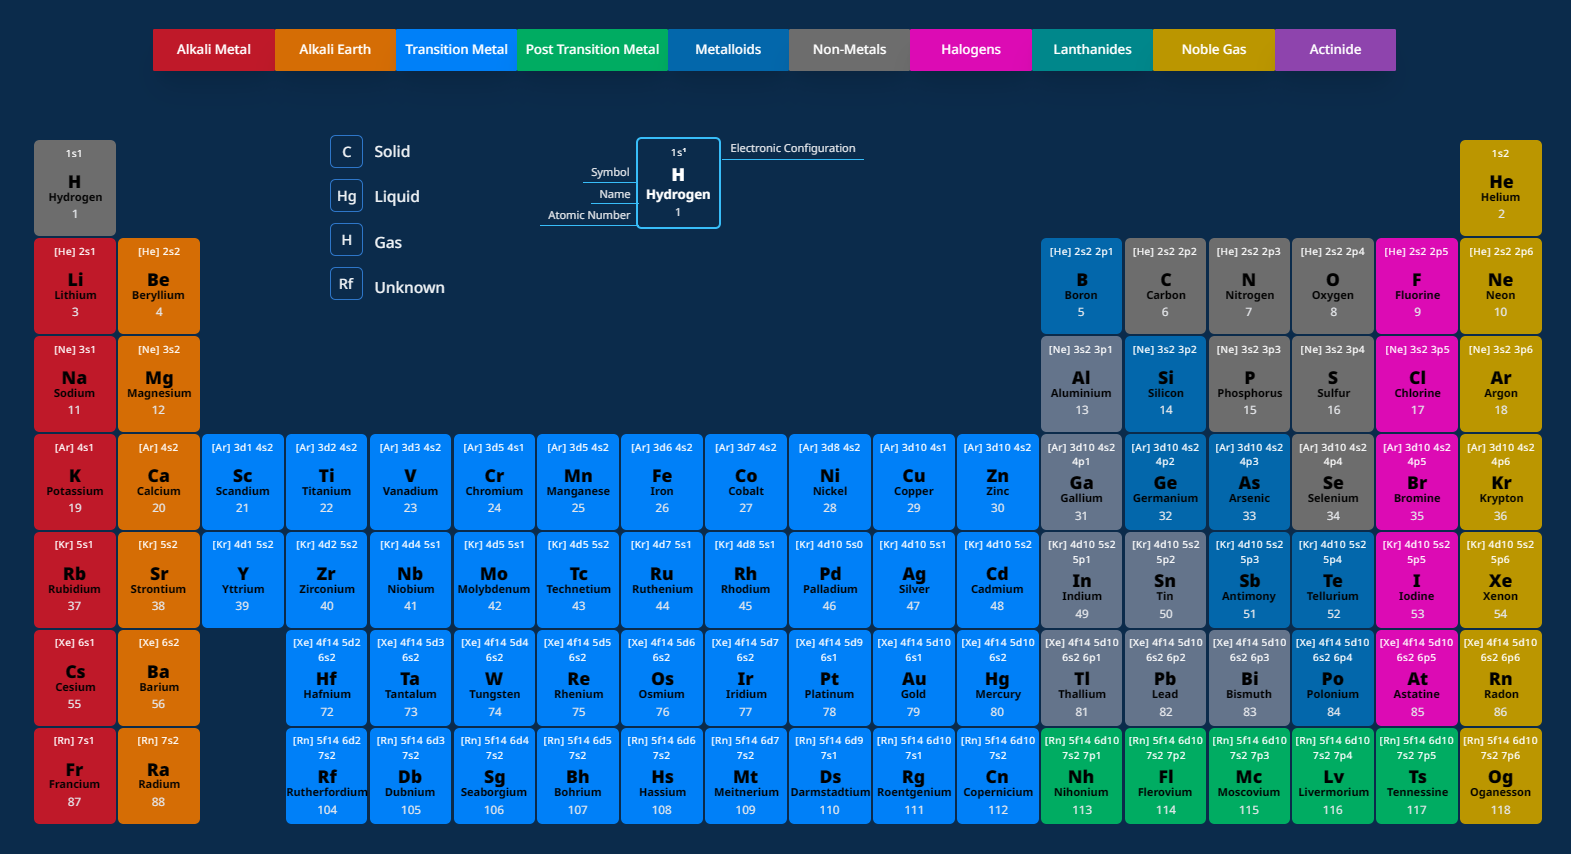 Alkali Metal
Alkali Earth
Transition Metal
Post Transition Metal
Metalloids
Non-Metals
Halogens
Lanthanides
Noble Gas
Actinide
C
Solid
Hg
Liquid
H
Gas
Rf
Unknown
Symbol
Name
Atomic Number
1s¹
H
Hydrogen
1
Electronic Configuration
1s1
H
Hydrogen
1
1s2
He
Helium
2
[He] 2s1
Li
Lithium
3
[He] 2s2
Be
Beryllium
4
[He] 2s2 2p1
B
Boron
5
[He] 2s2 2p2
C
Carbon
6
[He] 2s2 2p3
N
Nitrogen
7
[He] 2s2 2p4
O
Oxygen
8
[He] 2s2 2p5
F
Fluorine
9
[He] 2s2 2p6
Ne
Neon
10
[Ne] 3s1
Na
Sodium
11
[Ne] 3s2
Mg
Magnesium
12
[Ne] 3s2 3p1
Al
Aluminium
13
[Ne] 3s2 3p2
Si
Silicon
14
[Ne] 3s2 3p3
P
Phosphorus
15
[Ne] 3s2 3p4
S
Sulfur
16
[Ne] 3s2 3p5
Cl
Chlorine
17
[Ne] 3s2 3p6
Ar
Argon
18
[Ar] 4s1
K
Potassium
19
[Ar] 4s2
Ca
Calcium
20
[Ar] 3d1 4s2
Sc
Scandium
21
[Ar] 3d2 4s2
Ti
Titanium
22
[Ar] 3d3 4s2
V
Vanadium
23
[Ar] 3d5 4s1
Cr
Chromium
24
[Ar] 3d5 4s2
Mn
Manganese
25
[Ar] 3d6 4s2
Fe
Iron
26
[Ar] 3d7 4s2
Co
Cobalt
27
[Ar] 3d8 4s2
Ni
Nickel
28
[Ar] 3d10 4s1
Cu
Copper
29
[Ar] 3d10 4s2
Zn
Zinc
30
[Ar] 3d10 4s2
4p1
Ga
Gallium
31
[Ar] 3d10 4s2
4p2
Ge
Germanium
32
[Ar] 3d10 4s2
4p3
As
Arsenic
33
[Ar] 3d10 4s2
4p4
Se
Selenium
34
[Ar] 3d10 4s2
4p5
Br
Bromine
35
[Ar] 3d10 4s2
4p6
Kr
Krypton
36
[Kr] 5s1
Rb
Rubidium
37
[Kr] 5s2
Sr
Strontium
38
[Kr] 4d1 5s2
Y
Yttrium
39
[Kr] 4d2 5s2
Zr
Zirconium
40
[Kr] 4d4 5s1
Nb
Niobium
41
[Kr] 4d5 5s1
Mo
Molybdenum
42
[Kr] 4d5 5s2
Tc
Technetium
43
[Kr] 4d7 5s1
Ru
Ruthenium
44
[Kr] 4d8 5s1
Rh
Rhodium
45
[Kr] 4d10 5s0
Pd
Palladium
46
[Kr] 4d10 5s1
Ag
Silver
47
[Kr] 4d10 5s2
Cd
Cadmium
48
[Kr] 4d10 5s2
5p1
In
Indium
49
[Kr] 4d10 5s2
5p2
Sn
Tin
50
[Kr] 4d10 5s2
5p3
Sb
Antimony
51
[Kr] 4d10 5s2
5p4
Te
Tellurium
52
[Kr] 4d10 5s2
5p5
I
Iodine
53
[Kr] 4d10 5s2
5p6
Xe
Xenon
54
[Xe] 6s1
Cs
Cesium
55
[Xe] 6s2
Ba
Barium
56
[Xe] 4f14 5d2
6s2
Hf
Hafnium
72
[Xe] 4f14 5d3
6s2
Ta
Tantalum
73
[Xe] 4f14 5d4
6s2
W
Tungsten
74
[Xe] 4f14 5d5
6s2
Re
Rhenium
75
[Xe] 4f14 5d6
6s2
Os
Osmium
76
[Xe] 4f14 5d7
6s2
Ir
Iridium
77
[Xe] 4f14 5d9
6s1
Pt
Platinum
78
[Xe] 4f14 5d10
6s1
Au
Gold
79
[Xe] 4f14 5d10
6s2
Hg
Mercury
80
[Xe] 4f14 5d10
6s2 6p1
Tl
Thallium
81
[Xe] 4f14 5d10
6s2 6p2
Pb
Lead
82
[Xe] 4f14 5d10
6s2 6p3
Bi
Bismuth
83
[Xe] 4f14 5d10
6s2 6p4
Po
Polonium
84
[Xe] 4f14 5d10
6s2 6p5
At
Astatine
85
[Xe] 4f14 5d10
6s2 6p6
Rn
Radon
86
[Rn] 7s1
Fr
Francium
87
[Rn] 7s2
Ra
Radium
88
[Rn] 5f14 6d2
7s2
Rf
Rutherfordium
104
[Rn] 5f14 6d3
7s2
Db
Dubnium
105
[Rn] 5f14 6d4
7s2
Sg
Seaborgium
106
[Rn] 5f14 6d5
7s2
Bh
Bohrium
107
[Rn] 5f14 6d6
7s2
Hs
Hassium
108
[Rn] 5f14 6d7
7s2
Mt
Meitnerium
109
[Rn] 5f14 6d9
7s1
Ds
Darmstadtium
110
[Rn] 5f14 6d10
7s1
Rg
Roentgenium
111
[Rn] 5f14 6d10
7s2
Cn
Copernicium
112
[Rn] 5f14 6d10
7s2 7p1
Nh
Nihonium
113
[Rn] 5f14 6d10
7s2 7p2
Fl
Flerovium
114
[Rn] 5f14 6d10
7s2 7p3
Mc
Moscovium
115
[Rn] 5f14 6d10
7s2 7p4
Lv
Livermorium
116
[Rn] 5f14 6d10
7s2 7p5
Ts
Tennessine
117
[Rn] 5f14 6d10
7s2 7p6
Og
Oganesson
118